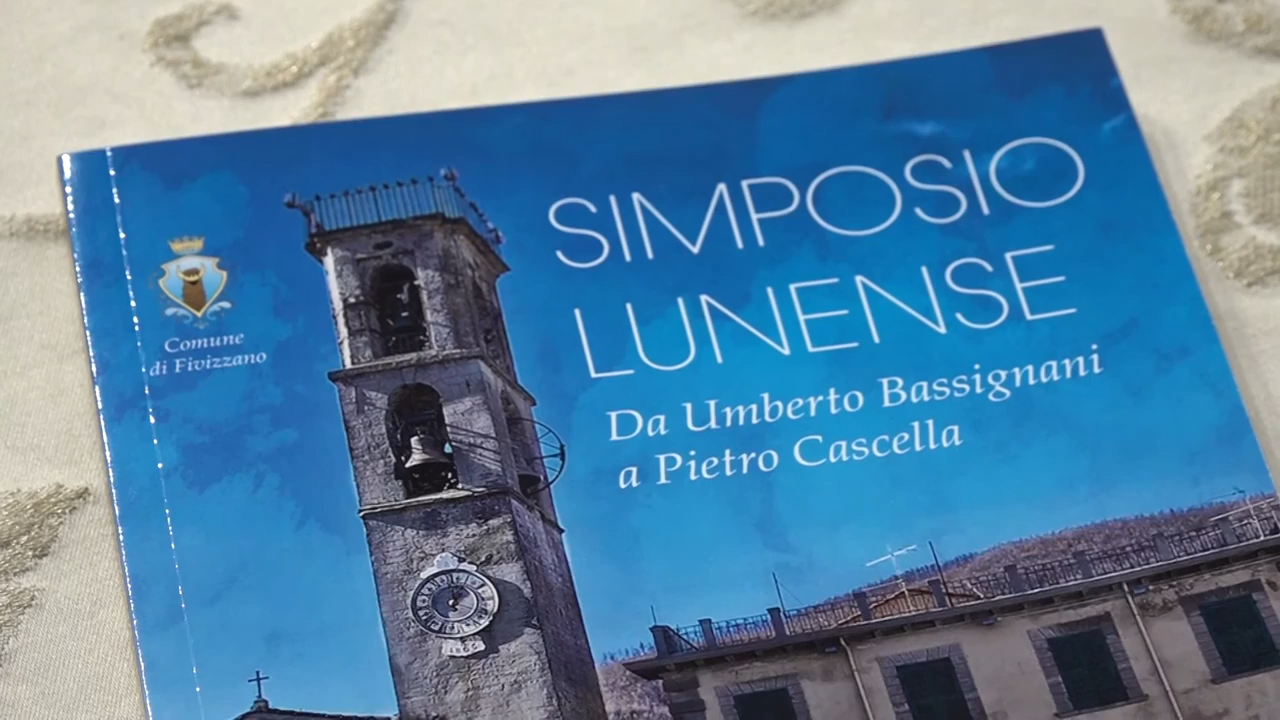 SIMPOSIO
LUNENSE
Da Umberto Bassignani
a Pietro Cascella
Comune
di Fivizzano